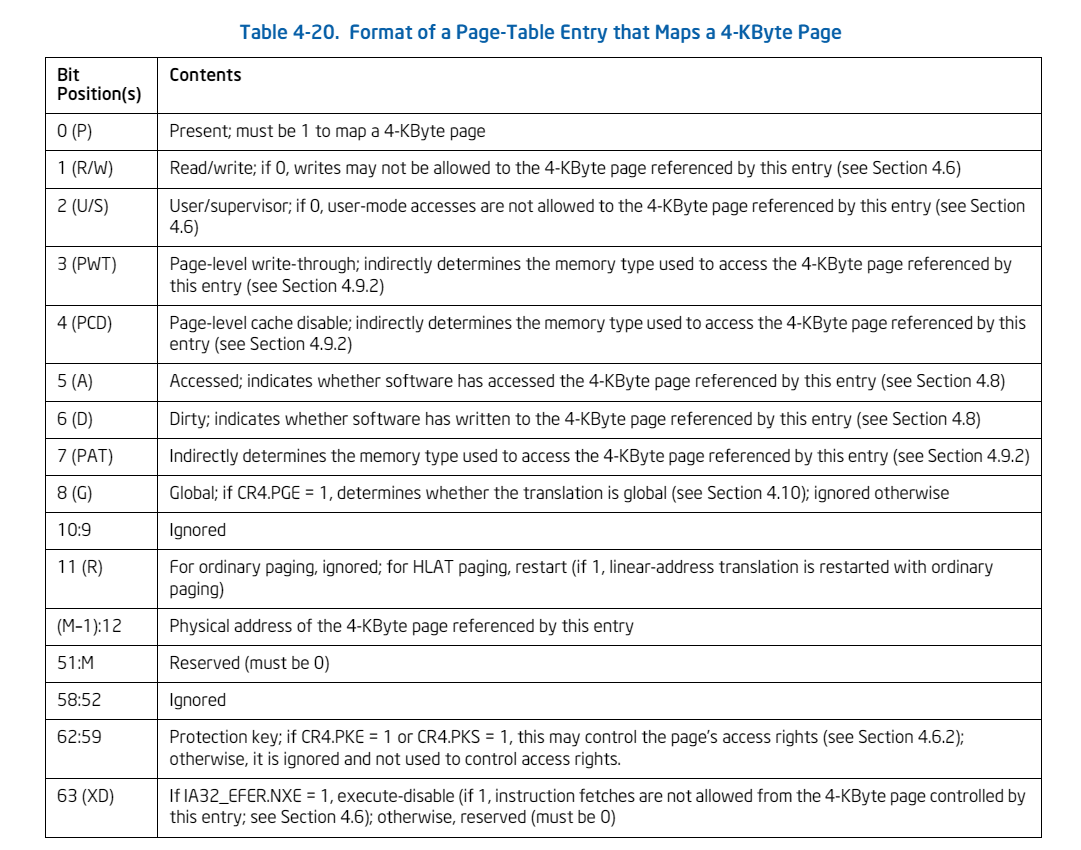 Table 4-20. Format of a Page-Table Entry that Maps a 4-KByte Page
Bit
Position(s)
Contents
0 (P)
Present; must be 1 to map a 4-KByte page
1 (R/W)
Read/write; if 0, writes may not be allowed to the 4-KByte page referenced by this entry (see Section 4.6)
2 (U/S)
User/supervisor; if 0, user-mode accesses are not allowed to the 4-KByte page referenced by this entry (see Section
4.6)
3 (PWT)
Page-level write-through; indirectly determines the memory type used to access the 4-KByte page referenced by
this entry (see Section 4.9.2)
4 (PCD)
Page-level cache disable; indirectly determines the memory type used to access the 4-KByte page referenced by this
entry (see Section 4.9.2)
5 (A)
Accessed; indicates whether software has accessed the 4-KByte page referenced by this entry (see Section 4.8)
6 (D)
Dirty; indicates whether software has written to the 4-KByte page referenced by this entry (see Section 4.8)
7 (PAT)
Indirectly determines the memory type used to access the 4-KByte page referenced by this entry (see Section 4.9.2)
8 (G)
Global; if CR4.PGE = 1, determines whether the translation is global (see Section 4.10); ignored otherwise
10:9
Ignored
11 (R)
For ordinary paging, ignored; for HLAT paging, restart (if 1, linear-address translation is restarted with ordinary
paging)
(M–1):12
Physical address of the 4-KByte page referenced by this entry
51:M
Reserved (must be 0)
58:52
Ignored
62:59
Protection key; if CR4.PKE = 1 or CR4.PKS = 1, this may control the page's access rights (see Section 4.6.2);
otherwise, it is ignored and not used to control access rights.
63 (XD)
If IA32_EFER.NXE = 1, execute-disable (if 1, instruction fetches are not allowed from the 4-KByte page controlled by
this entry; see Section 4.6); otherwise, reserved (must be 0)